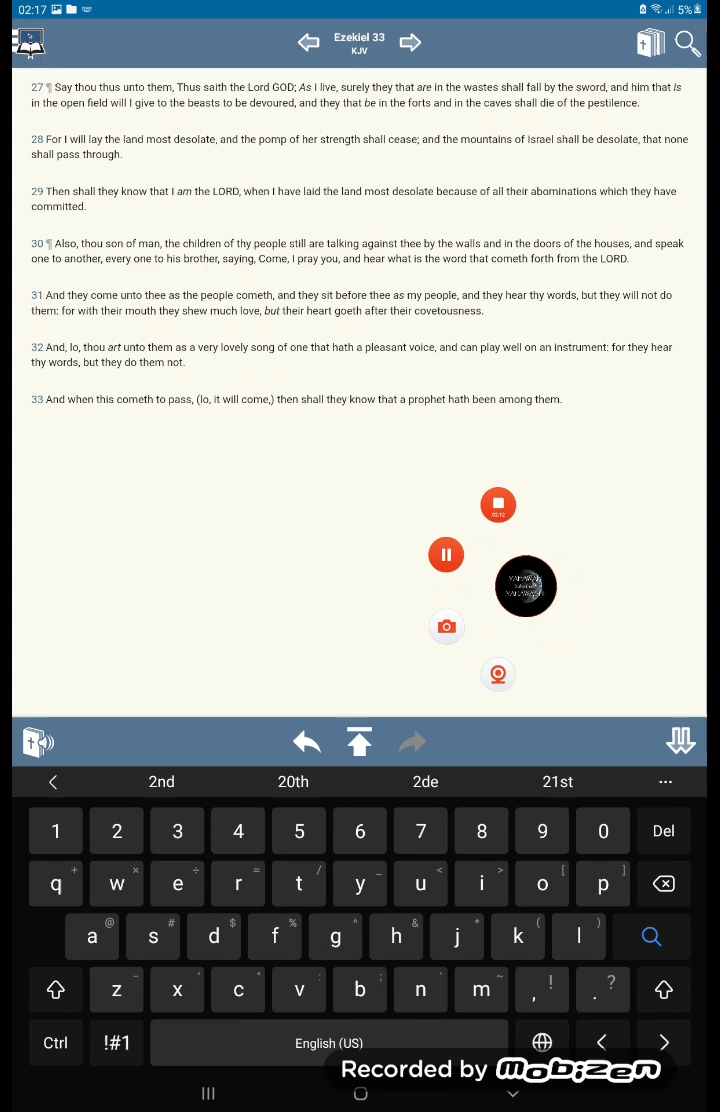 02:17
5%
Ezekiel 33
KJV
27 ¶ Say thou thus unto them, Thus saith the Lord GOD; As I live, surely they that are in the wastes shall fall by the sword, and him that is
in the open field will I give to the beasts to be devoured, and they that be in the forts and in the caves shall die of the pestilence.
28 For I will lay the land most desolate, and the pomp of her strength shall cease; and the mountains of Israel shall be desolate, that none
shall pass through.
29 Then shall they know that I am the LORD, when I have laid the land most desolate because of all their abominations which they have
committed.
30 ¶ Also, thou son of man, the children of thy people still are talking against thee by the walls and in the doors of the houses, and speak
one to another, every one to his brother, saying, Come, I pray you, and hear what is the word that cometh forth from the LORD.
31 And they come unto thee as the people cometh, and they sit before thee as my people, and they hear thy words, but they will not do
them: for with their mouth they shew much love, but their heart goeth after their covetousness.
32 And, lo, thou art unto them as a very lovely song of one that hath a pleasant voice, and can play well on an instrument: for they hear
thy words, but they do them not.
33 And when this cometh to pass, (lo, it will come,) then shall they know that a prophet hath been among them.
02:12
YAHAWAH
YAHAWASHI
2nd 20th 2de 21st ...
1 2 3 4 5 6 7 8 9 0 Del
+ × ÷ = / _ < > [ ]
q w e r t y u i o p
@ # $ % ^ & * ( )
a s d f g h j k l
- ' " : ; ` ~ ! ?
z x c v b n m , .
Ctrl !#1 English (US) < >
Recorded by mobizen